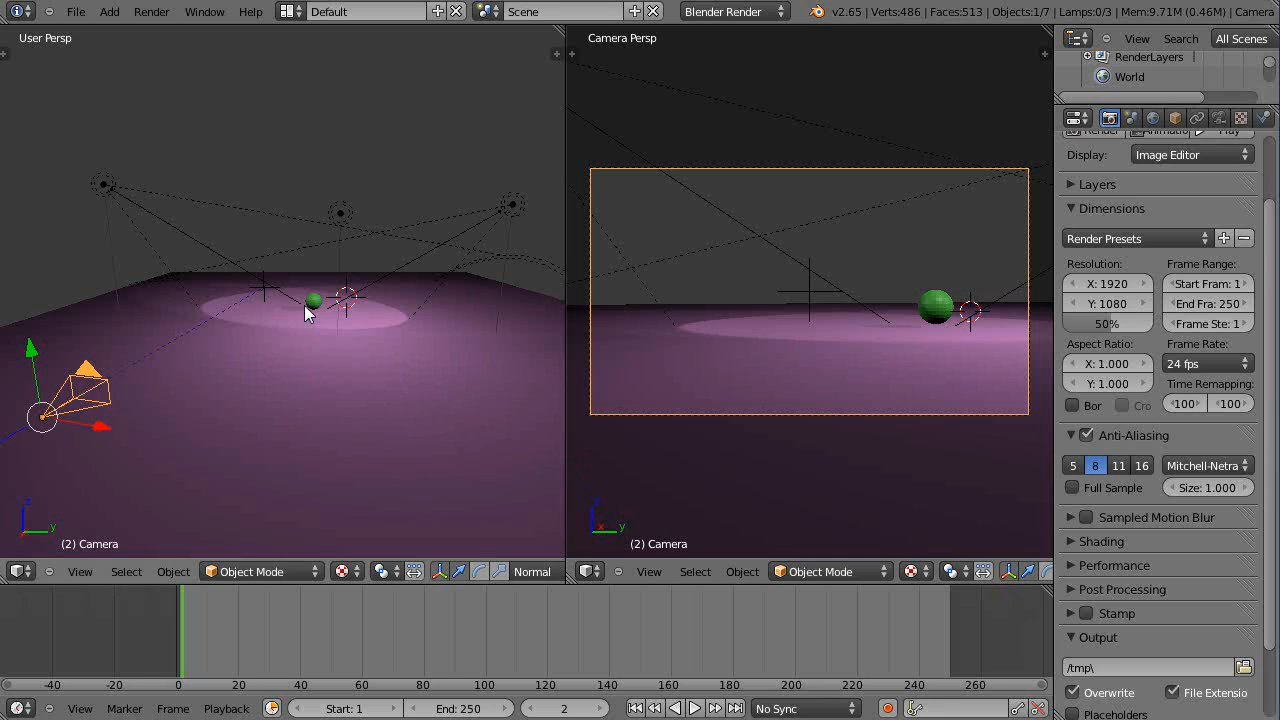 File Add Render Window Help Default Scene Blender Render v2.65 | Verts:486 | Faces:513 | Objects:1/7 | Lamps:0/3 | Mem:9.71M (0.46M) | Camera
User Persp
Camera Persp
View Search All Scenes
RenderLayers
World
Display: Image Editor
Layers
Dimensions
Render Presets
Resolution: Frame Range:
X: 1920 Start Fram: 1
Y: 1080 End Fra: 250
50% Frame Ste: 1
Aspect Ratio: Frame Rate:
X: 1.000 24 fps
Y: 1.000 Time Remapping:
Bor Cro 100 100
Anti-Aliasing
5 8 11 16 Mitchell-Netra
Full Sample Size: 1.000
Sampled Motion Blur
Shading
Performance
Post Processing
Stamp
Output
/tmp\
Overwrite File Extensio
Placeholders
z y
(2) Camera
z x y
(2) Camera
View Select Object Object Mode Normal
View Select Object Object Mode
-40 -20 0 20 40 60 80 100 120 140 160 180 200 220 240 260
View Marker Frame Playback Start: 1 End: 250 2 No Sync